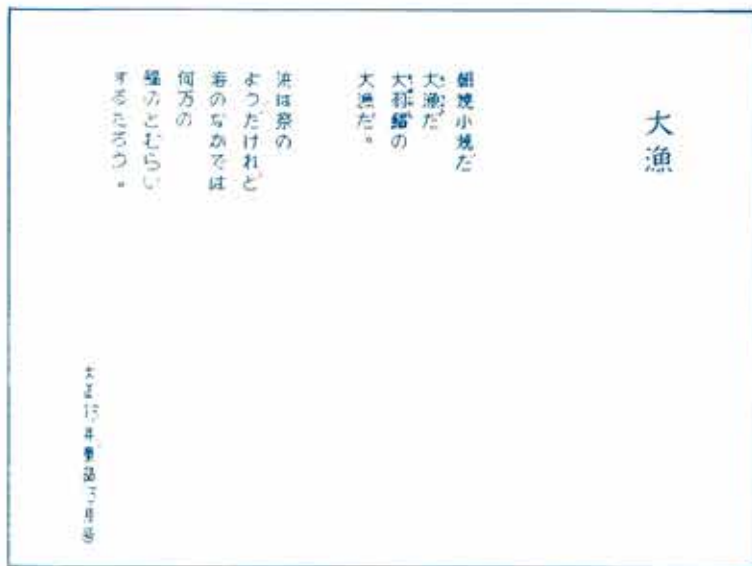 大漁
朝焼小焼だ
大漁だ
大羽鰮の
大漁だ。
浜は祭の
ようだけれど
海のなかでは
何万の
鰮のとむらい
するだろう。